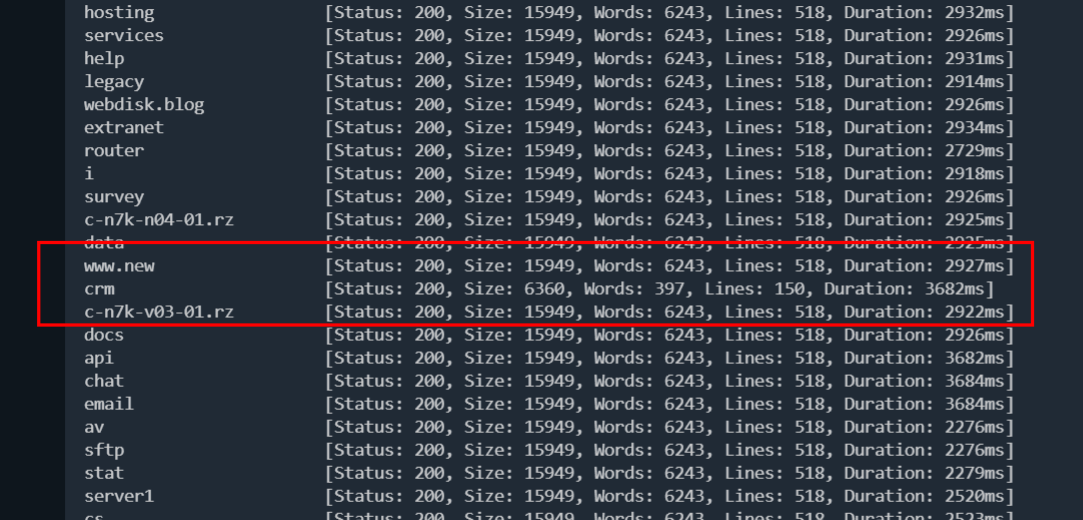 hosting [Status: 200, Size: 15949, Words: 6243, Lines: 518, Duration: 2932ms]
services [Status: 200, Size: 15949, Words: 6243, Lines: 518, Duration: 2926ms]
help [Status: 200, Size: 15949, Words: 6243, Lines: 518, Duration: 2931ms]
legacy [Status: 200, Size: 15949, Words: 6243, Lines: 518, Duration: 2914ms]
webdisk.blog [Status: 200, Size: 15949, Words: 6243, Lines: 518, Duration: 2926ms]
extranet [Status: 200, Size: 15949, Words: 6243, Lines: 518, Duration: 2934ms]
router [Status: 200, Size: 15949, Words: 6243, Lines: 518, Duration: 2729ms]
i [Status: 200, Size: 15949, Words: 6243, Lines: 518, Duration: 2918ms]
survey [Status: 200, Size: 15949, Words: 6243, Lines: 518, Duration: 2926ms]
c-n7k-n04-01.rz [Status: 200, Size: 15949, Words: 6243, Lines: 518, Duration: 2925ms]
data [Status: 200, Size: 15949, Words: 6243, Lines: 518, Duration: 2925ms]
www.new [Status: 200, Size: 15949, Words: 6243, Lines: 518, Duration: 2927ms]
crm [Status: 200, Size: 6360, Words: 397, Lines: 150, Duration: 3682ms]
c-n7k-v03-01.rz [Status: 200, Size: 15949, Words: 6243, Lines: 518, Duration: 2922ms]
docs [Status: 200, Size: 15949, Words: 6243, Lines: 518, Duration: 2926ms]
api [Status: 200, Size: 15949, Words: 6243, Lines: 518, Duration: 3682ms]
chat [Status: 200, Size: 15949, Words: 6243, Lines: 518, Duration: 3684ms]
email [Status: 200, Size: 15949, Words: 6243, Lines: 518, Duration: 3684ms]
av [Status: 200, Size: 15949, Words: 6243, Lines: 518, Duration: 2276ms]
sftp [Status: 200, Size: 15949, Words: 6243, Lines: 518, Duration: 2276ms]
stat [Status: 200, Size: 15949, Words: 6243, Lines: 518, Duration: 2279ms]
server1 [Status: 200, Size: 15949, Words: 6243, Lines: 518, Duration: 2520ms]
cs [Status: 200, Size: 15949, Words: 6243, Lines: 518, Duration: 2523ms]